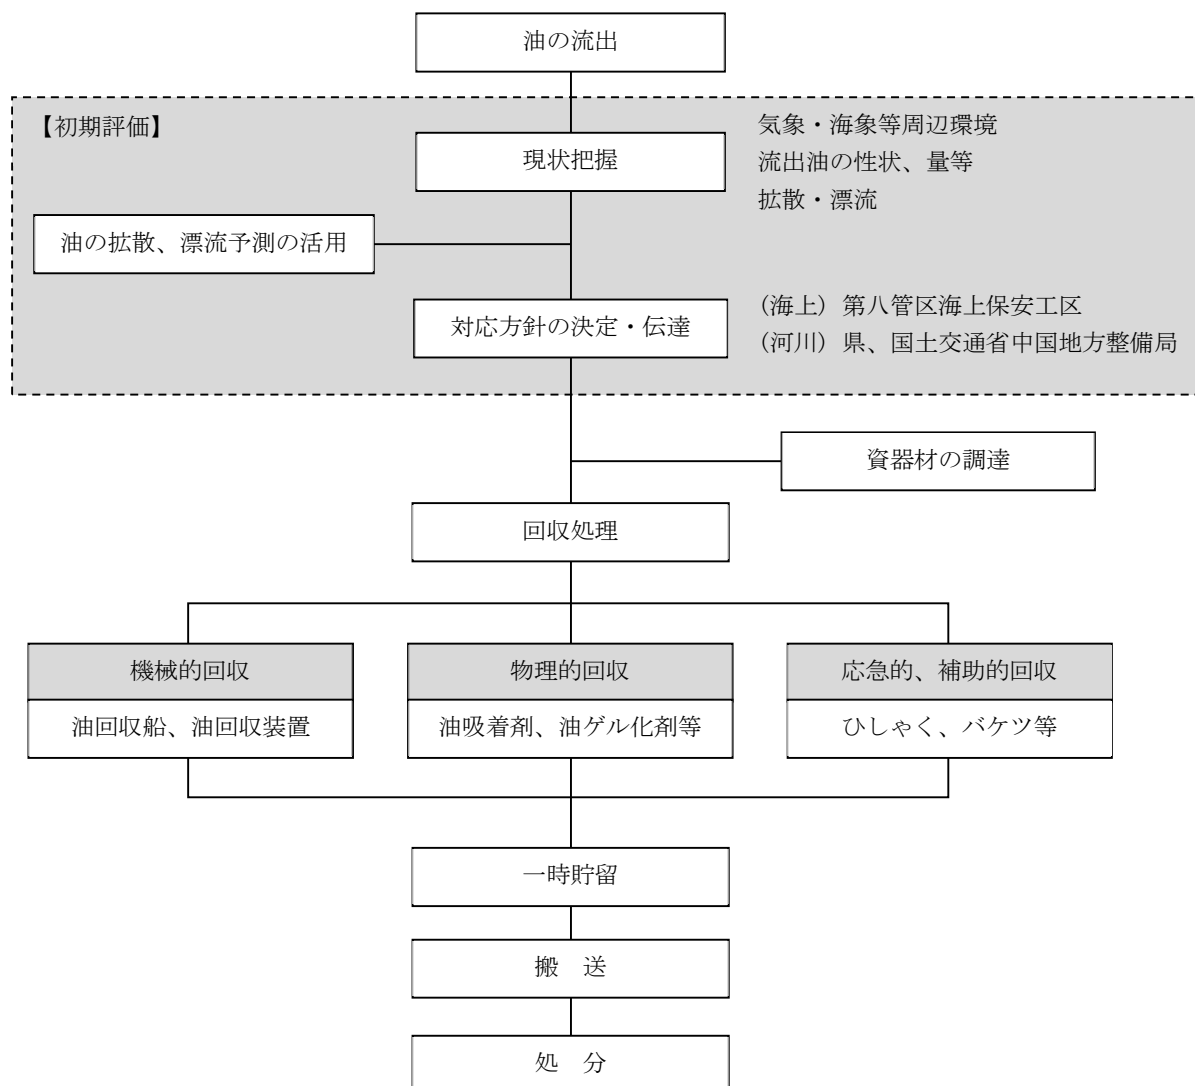 油の流出
【初期評価】
現状把握
気象・海象等周辺環境
流出油の性状、量等
拡散・漂流
油の拡散、漂流予測の活用
対応方針の決定・伝達
(海上)第八管区海上保安工区
(河川)県、国土交通省中国地方整備局
資器材の調達
回収処理
機械的回収
油回収船、油回収装置
物理的回収
油吸着剤、油ゲル化剤等
応急的、補助的回収
ひしゃく、バケツ等
一時貯留
搬　送
処　分